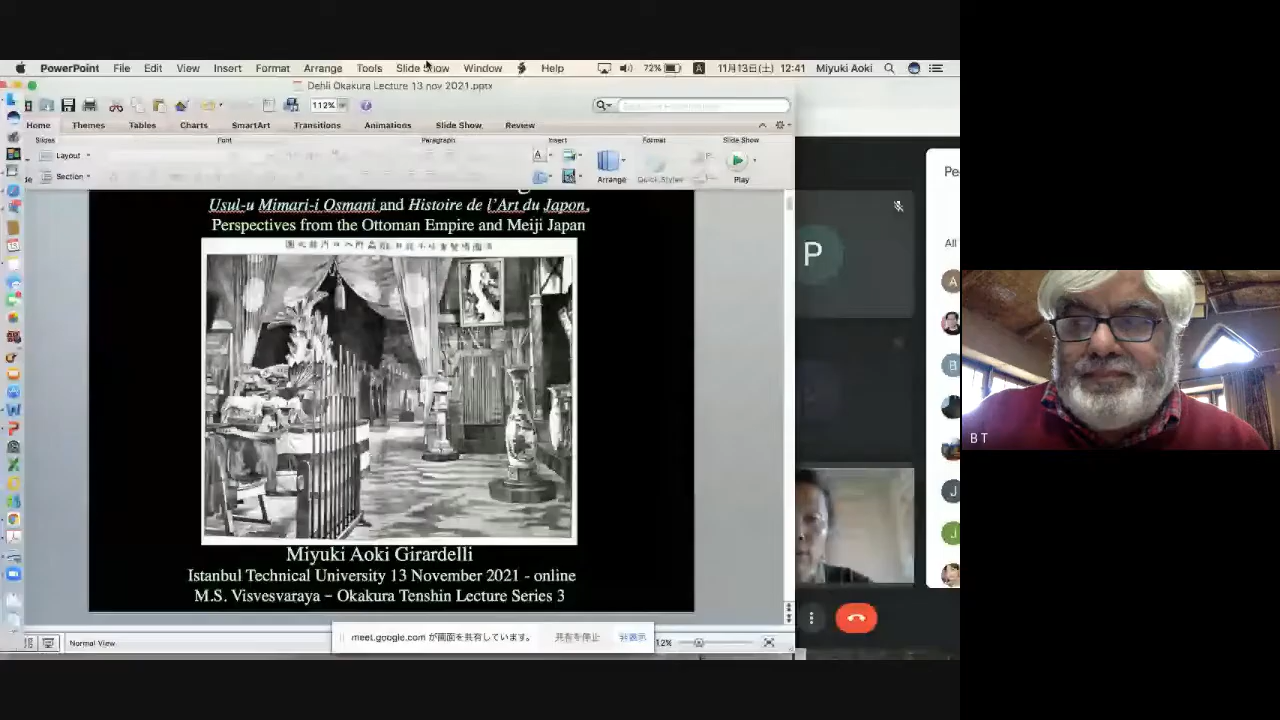 PowerPoint File Edit View Insert Format Arrange Tools Slide Show Window Help 72% A 11月13日(土) 12:41 Miyuki Aoki
Dehli Okakura Lecture 13 nov 2021.pptx
112%
Home Themes Tables Charts SmartArt Transitions Animations Slide Show Review
Slides Font Paragraph Insert Format Slide Show
Layout
Section Arrange Quick Styles Play
Usul-u Mimari-i Osmani and Histoire de l'Art du Japon,
Perspectives from the Ottoman Empire and Meiji Japan
Miyuki Aoki Girardelli
Istanbul Technical University 13 November 2021 - online
M.S. Visvesvaraya – Okakura Tenshin Lecture Series 3
Normal View
meet.google.com が画面を共有しています。 共有を停止 非表示
12%
Pe
P
All
A
B
J
J
B T